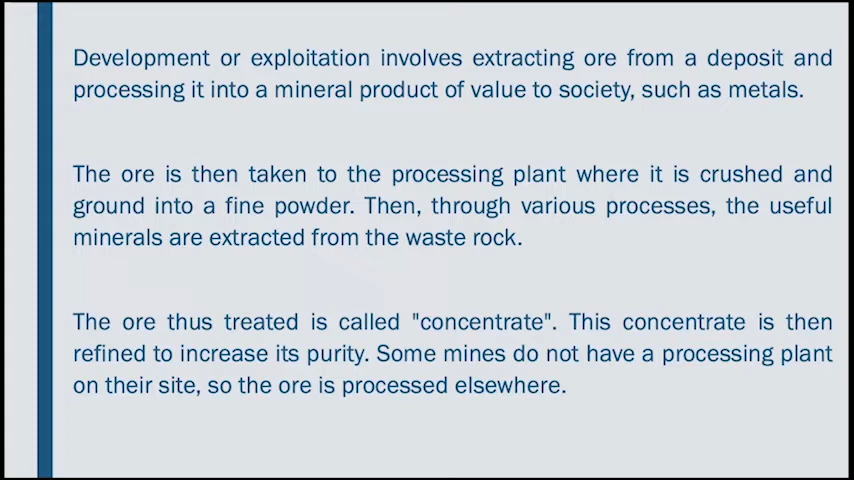 Development or exploitation involves extracting ore from a deposit and
processing it into a mineral product of value to society, such as metals.
The ore is then taken to the processing plant where it is crushed and
ground into a fine powder. Then, through various processes, the useful
minerals are extracted from the waste rock.
The ore thus treated is called "concentrate". This concentrate is then
refined to increase its purity. Some mines do not have a processing plant
on their site, so the ore is processed elsewhere.